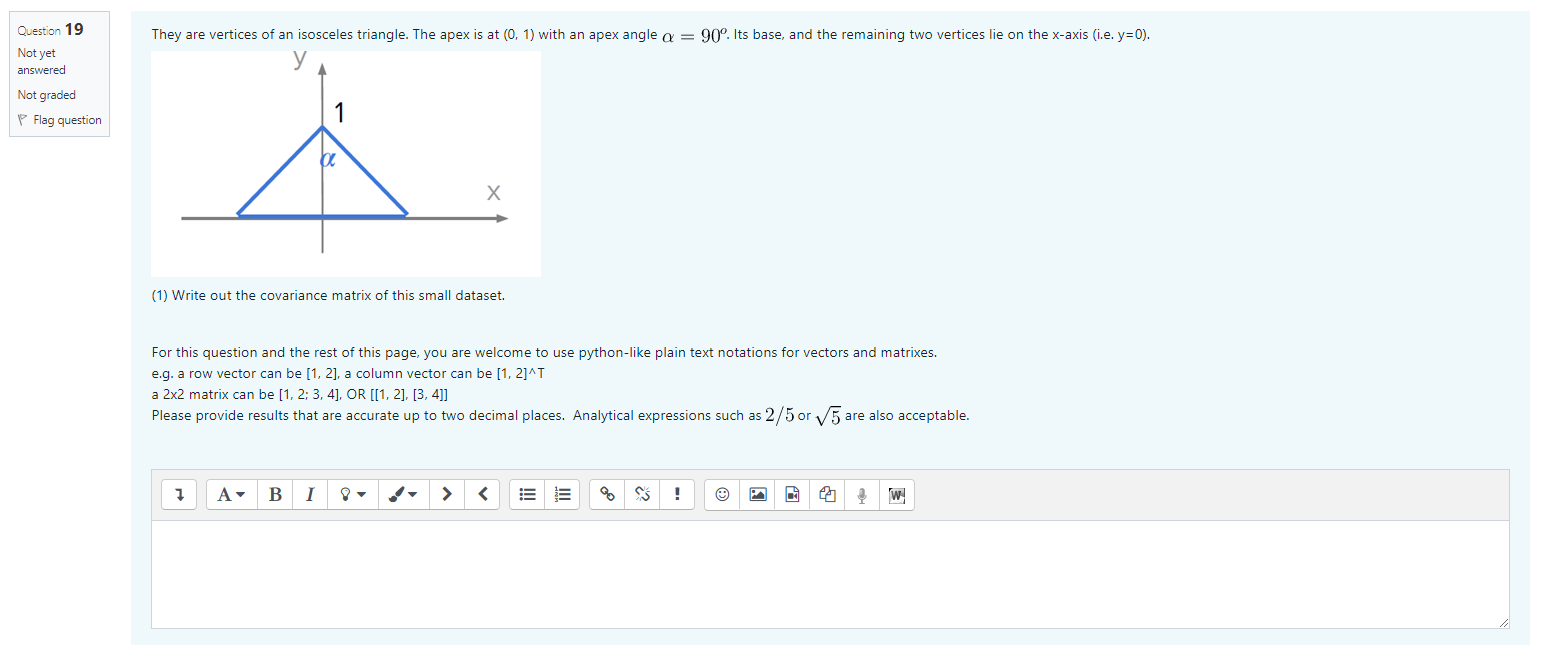 Question 19
Not yet
answered
Not graded
Flag question
They are vertices of an isosceles triangle. The apex is at (0, 1) with an apex angle α = 90º. Its base, and the remaining two vertices lie on the x-axis (i.e. y=0).
y
1
α
x
(1) Write out the covariance matrix of this small dataset.
For this question and the rest of this page, you are welcome to use python-like plain text notations for vectors and matrixes.
e.g. a row vector can be [1, 2], a column vector can be [1, 2]^T
a 2x2 matrix can be [1, 2; 3, 4], OR [[1, 2], [3, 4]]
Please provide results that are accurate up to two decimal places. Analytical expressions such as 2/5 or √5 are also acceptable.
A B I W